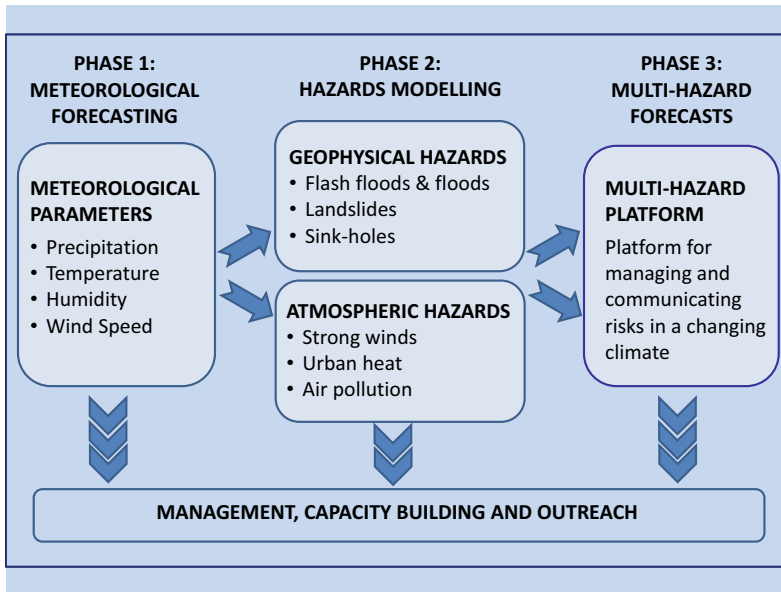 PHASE 1:
METEOROLOGICAL
FORECASTING
METEOROLOGICAL
PARAMETERS
• Precipitation
• Temperature
• Humidity
• Wind Speed
PHASE 2:
HAZARDS MODELLING
GEOPHYSICAL HAZARDS
• Flash floods & floods
• Landslides
• Sink-holes
ATMOSPHERIC HAZARDS
• Strong winds
• Urban heat
• Air pollution
PHASE 3:
MULTI-HAZARD
FORECASTS
MULTI-HAZARD
PLATFORM
Platform for
managing and
communicating
risks in a changing
climate
MANAGEMENT, CAPACITY BUILDING AND OUTREACH